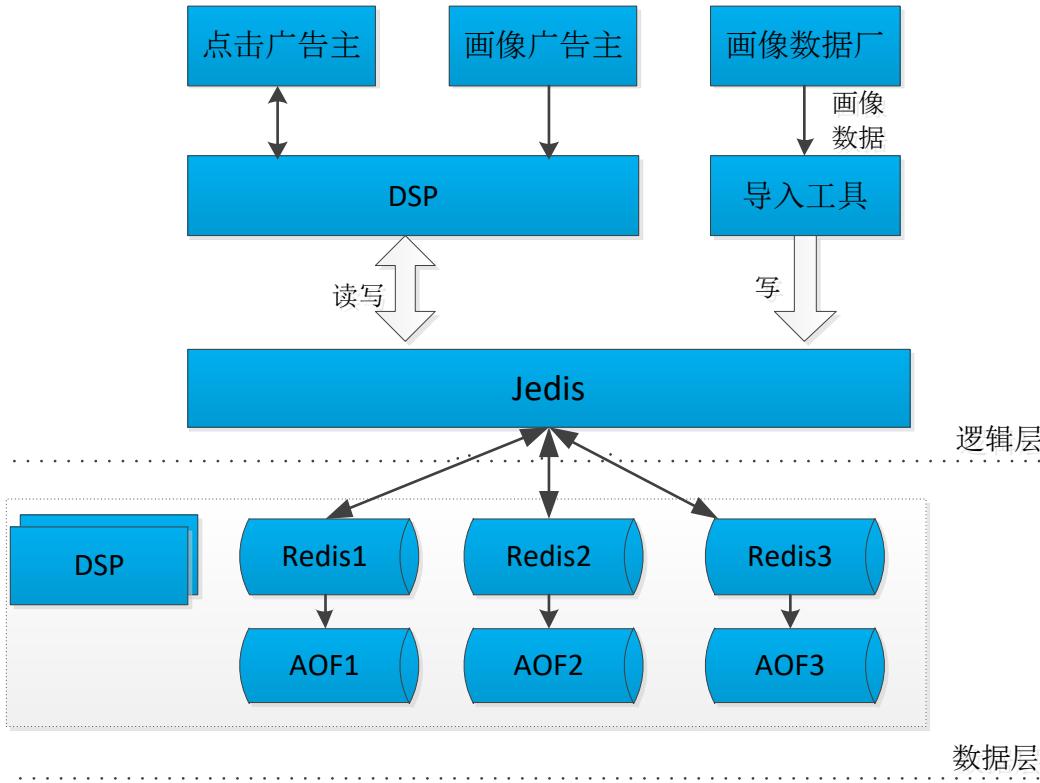 点击广告主
画像广告主
画像数据厂
画像
数据
DSP
导入工具
读写
写
Jedis
逻辑层
DSP
Redis1
Redis2
Redis3
AOF1
AOF2
AOF3
数据层